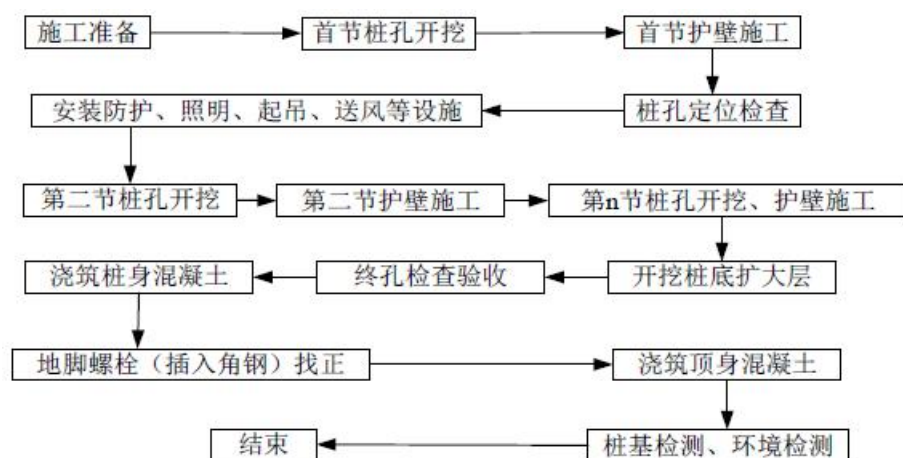 施工准备
首节桩孔开挖
首节护壁施工
桩孔定位检查
安装防护、照明、起吊、送风等设施
第二节桩孔开挖
第二节护壁施工
第n节桩孔开挖、护壁施工
开挖桩底扩大层
终孔检查验收
浇筑桩身混凝土
地脚螺栓（插入角钢）找正
浇筑顶身混凝土
桩基检测、环境检测
结束